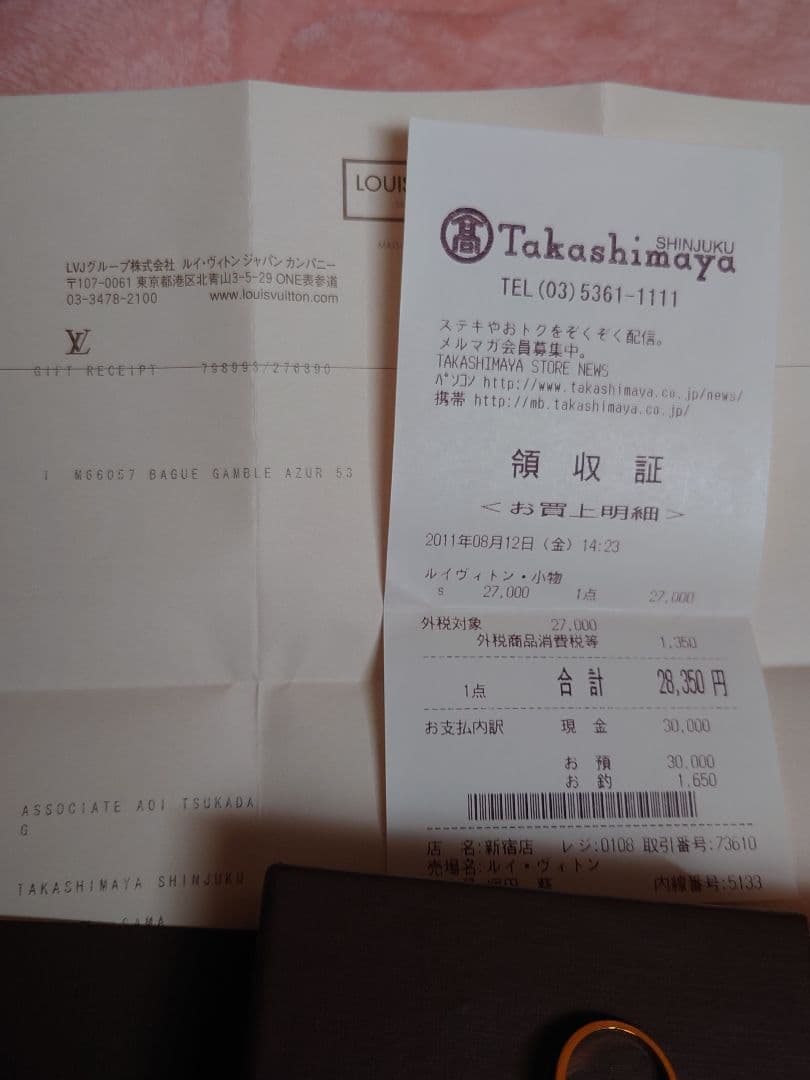 LOUIS
LVJグループ株式会社 ルイ・ヴィトン ジャパン カンパニー
〒107-0061 東京都港区北青山3-5-29 ONE表参道
03-3478-2100 www.louisvuitton.com
LV
GIFT RECEIPT 798993/276890
1 M66057 BAGUE GAMBLE AZUR 53
ASSOCIATE AOI TSUKADA
G
TAKASHIMAYA SHINJUKU
髙 Takashimaya
SHINJUKU
TEL (03) 5361-1111
ステキやおトクをぞくぞく配信。
メルマガ会員募集中。
TAKASHIMAYA STORE NEWS
ﾊﾟｿｺﾝ http://www.takashimaya.co.jp/news/
携帯 http://mb.takashimaya.co.jp/
領収証
<お買上明細>
2011年08月12日(金) 14:23
ルイヴィトン・小物
s 27,000 1点 27,000
外税対象 27,000
外税商品消費税等 1,350
1点 合計 28,350円
お支払内訳 現金 30,000
お預 30,000
お釣 1,650
店 名:新宿店 レジ:0108 取引番号:73610
売場名:ルイ・ヴィトン
内線番号:5133